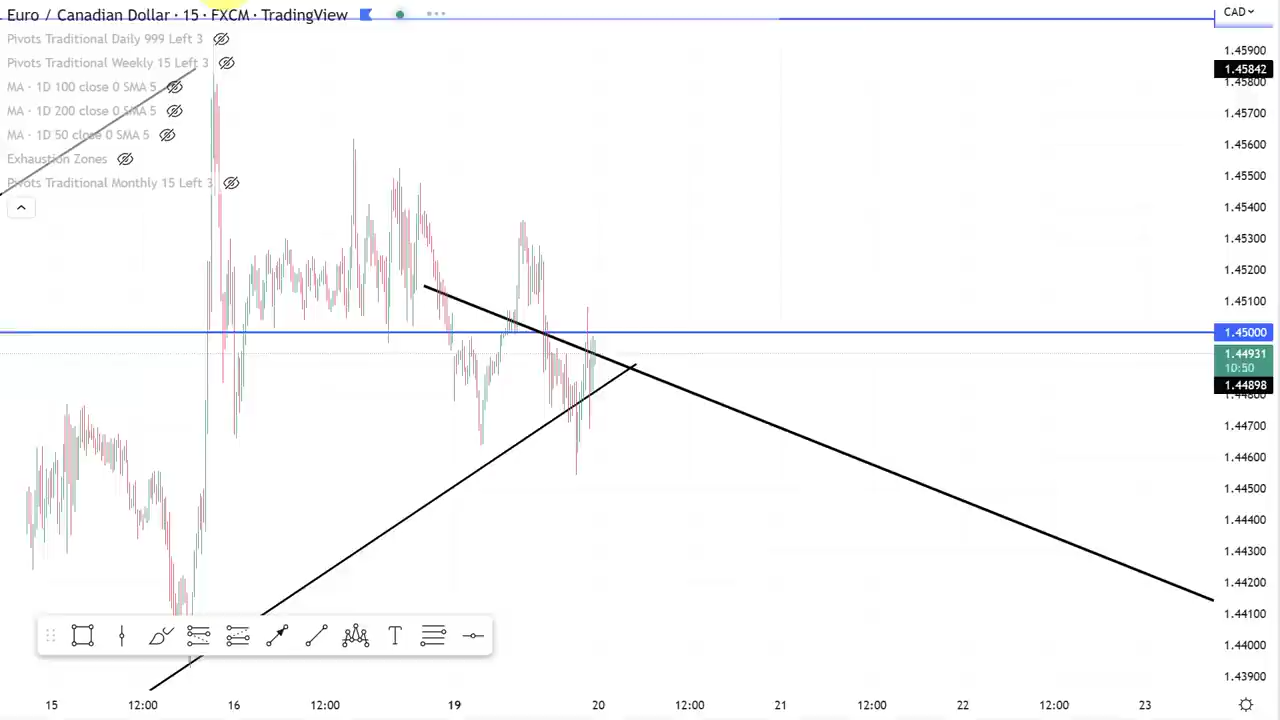 Euro / Canadian Dollar · 15 · FXCM · TradingView
CAD
Pivots Traditional Daily 999 Left 3
Pivots Traditional Weekly 15 Left 3
MA · 1D 100 close 0 SMA 5
MA · 1D 200 close 0 SMA 5
MA · 1D 50 close 0 SMA 5
Exhaustion Zones
Pivots Traditional Monthly 15 Left 3
1.45900
1.45842
1.45800
1.45700
1.45600
1.45500
1.45400
1.45300
1.45200
1.45100
1.45000
1.44931
10:50
1.44898
1.44800
1.44700
1.44600
1.44500
1.44400
1.44300
1.44200
1.44100
1.44000
1.43900
T
15 12:00 16 12:00 19 20 12:00 21 12:00 22 12:00 23